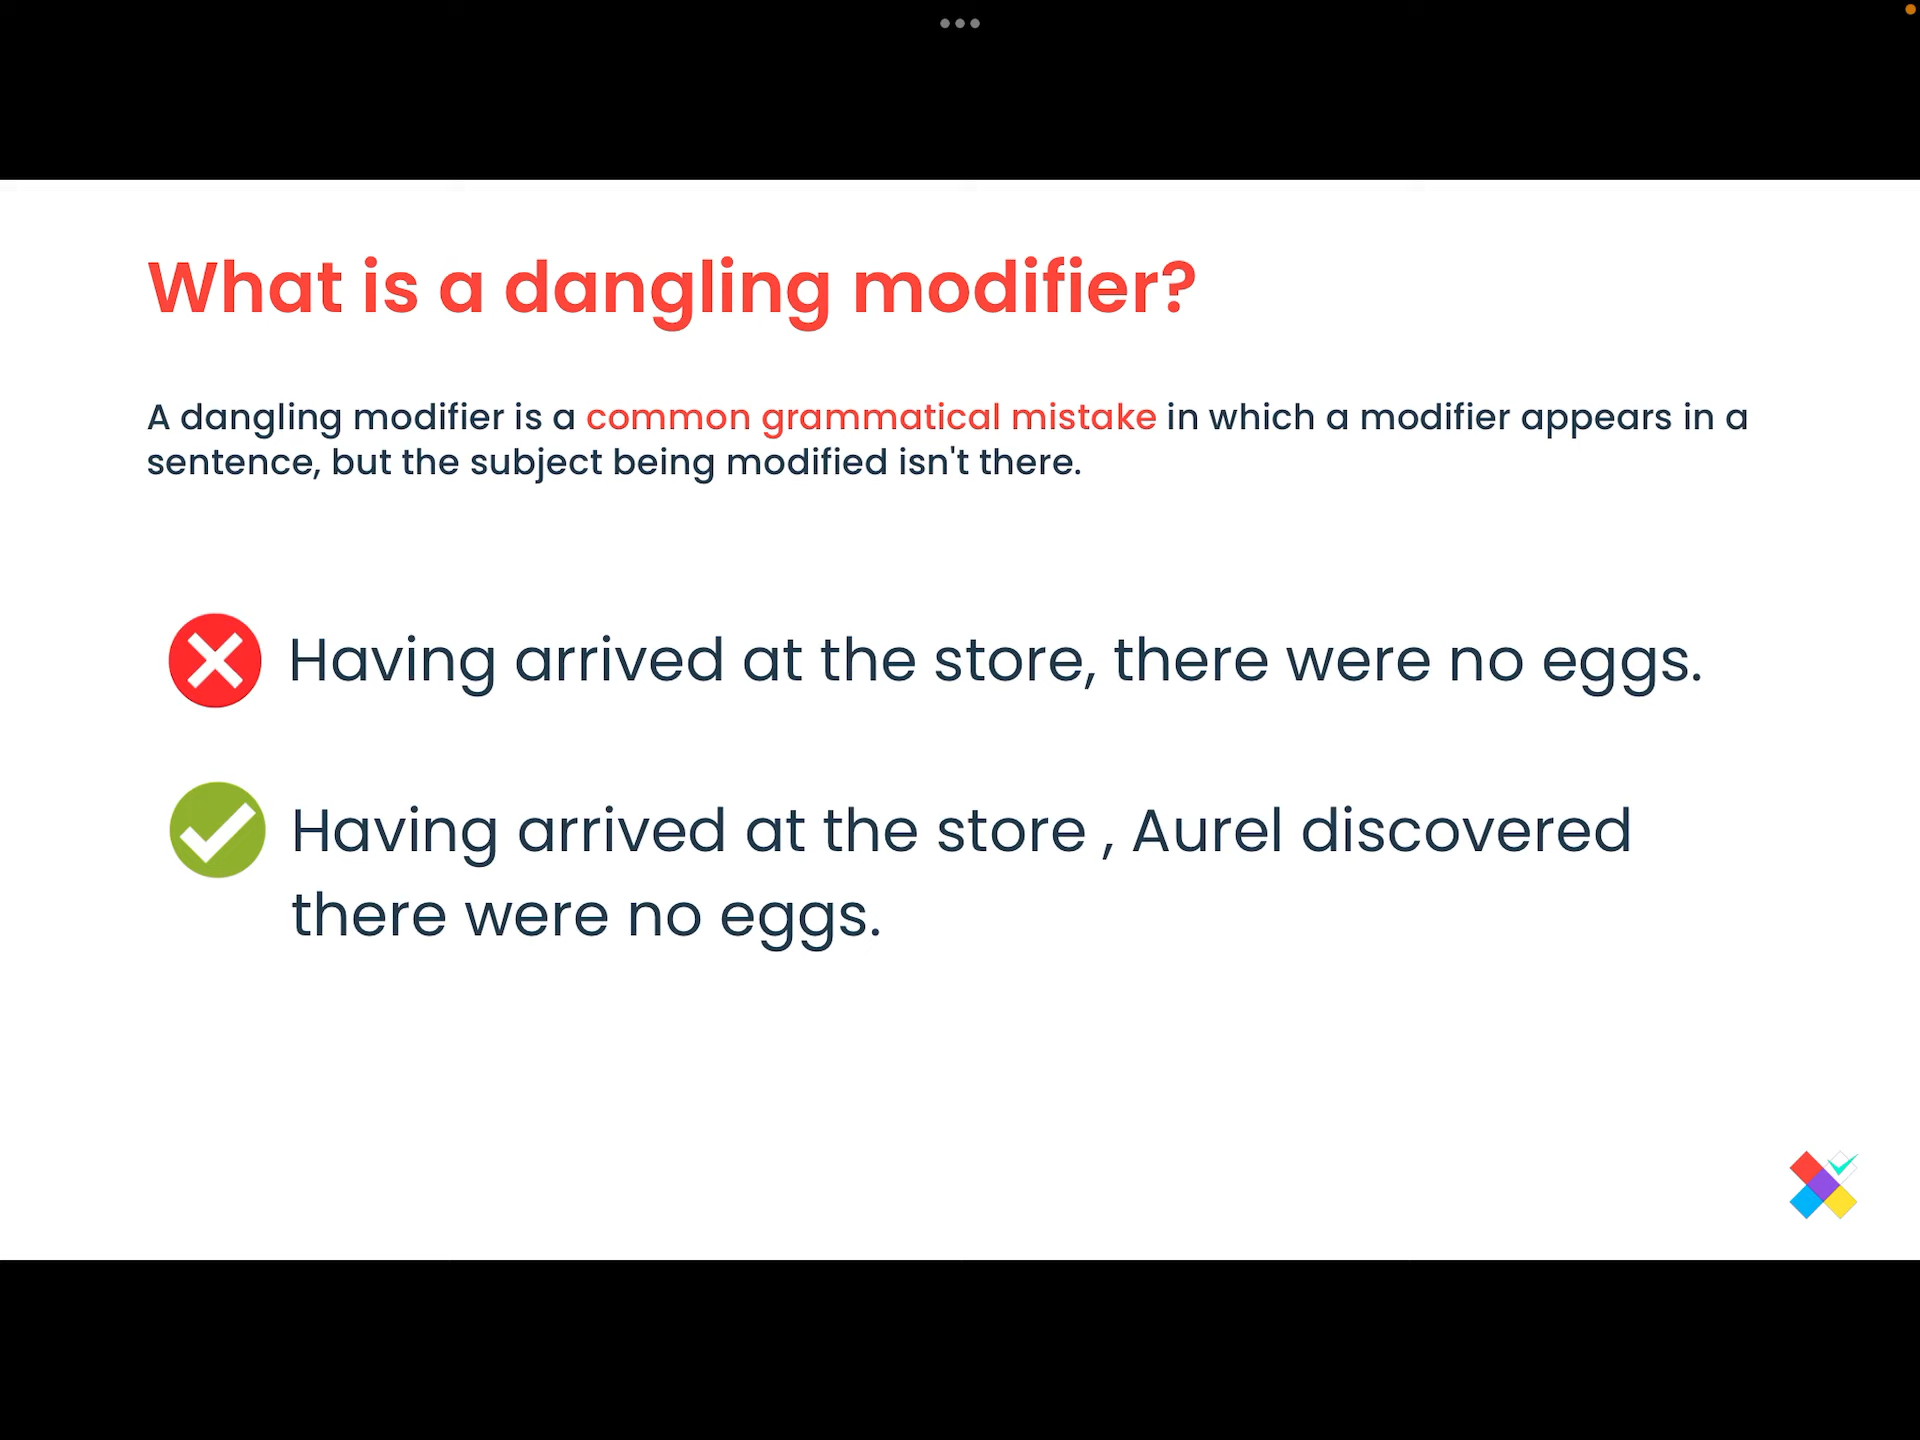 What is a dangling modifier?
A dangling modifier is a common grammatical mistake in which a modifier appears in a
sentence, but the subject being modified isn't there.
Having arrived at the store, there were no eggs.
Having arrived at the store , Aurel discovered
there were no eggs.